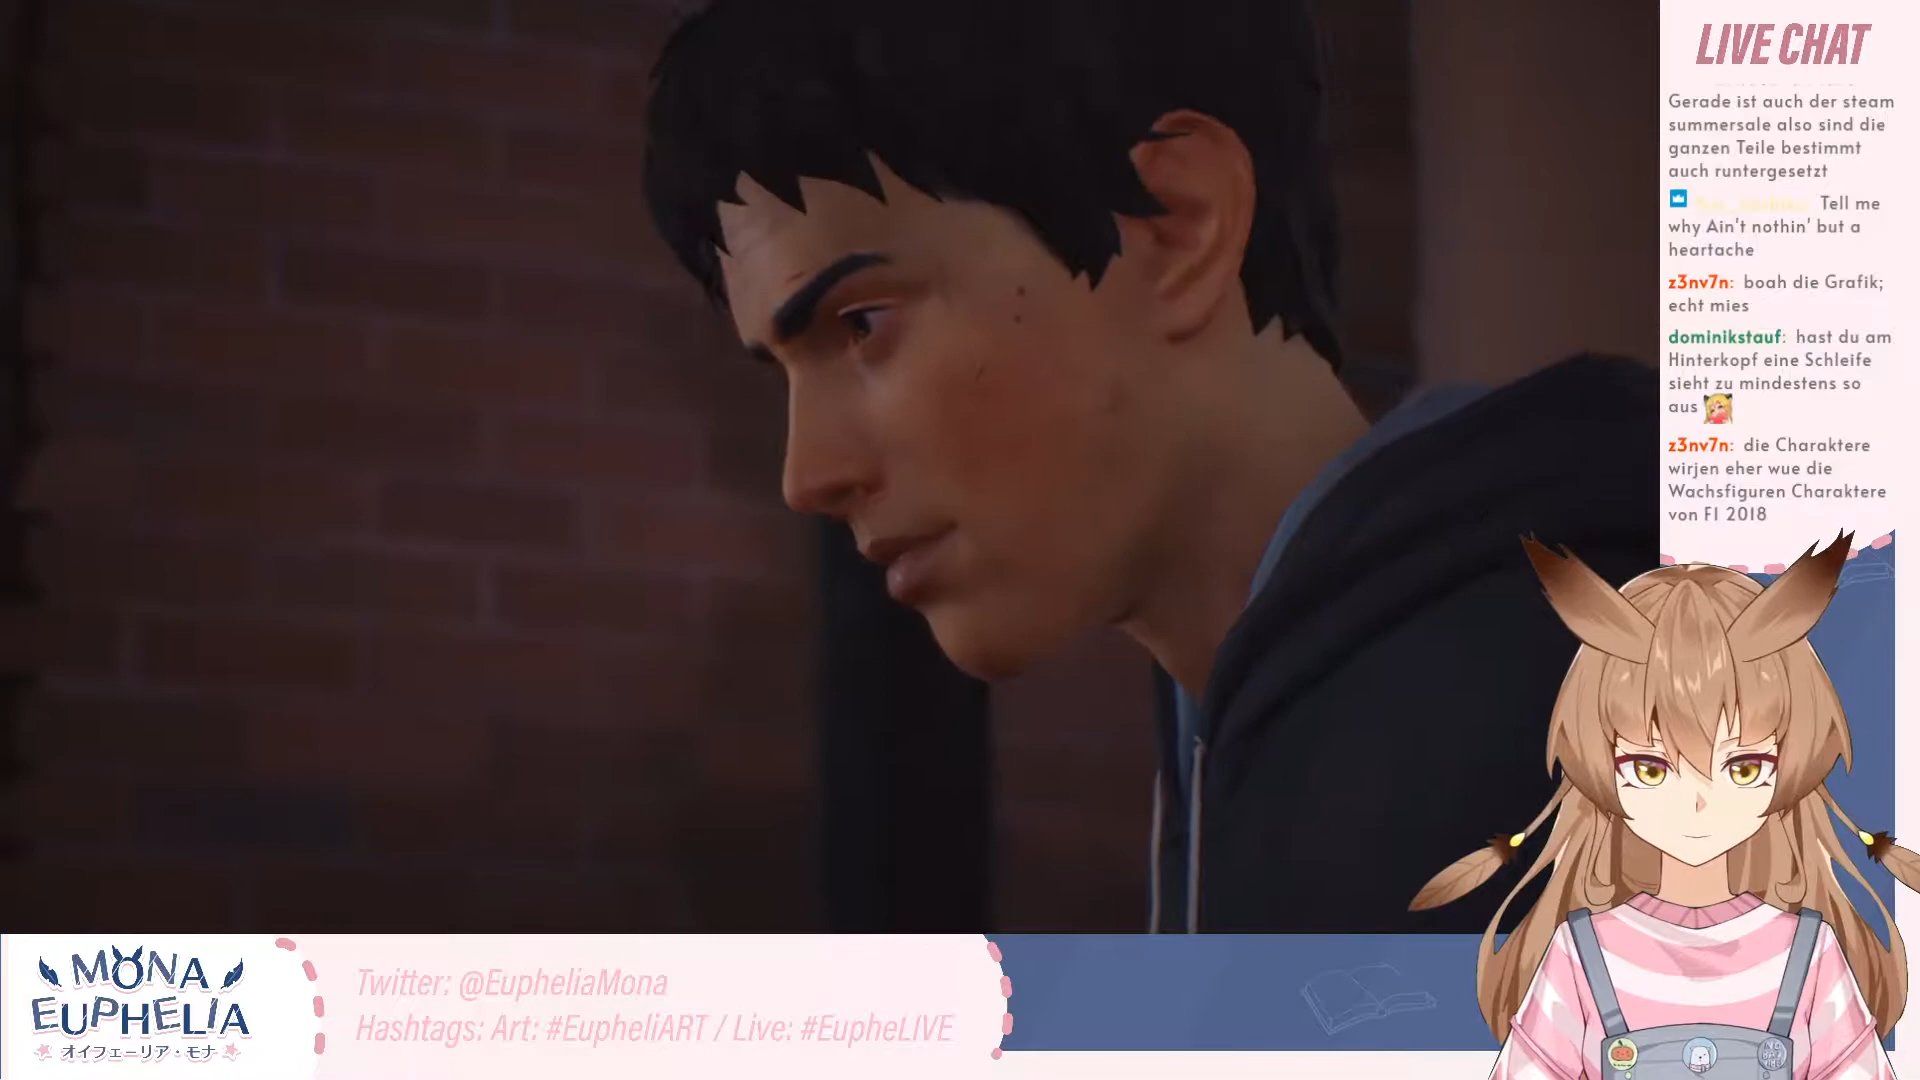 LIVE CHAT
Gerade ist auch der steam
summersale also sind die
ganzen Teile bestimmt
auch runtergesetzt
Tell me
why Ain't nothin' but a
heartache
z3nv7n: boah die Grafik;
echt mies
dominikstauf: hast du am
Hinterkopf eine Schleife
sieht zu mindestens so
aus
z3nv7n: die Charaktere
wirjen eher wue die
Wachsfiguren Charaktere
von F1 2018
MONA
EUPHELIA
オイフェーリア・モナ
Twitter: @EupheliaMona
Hashtags: Art: #EupheliART / Live: #EupheLIVE